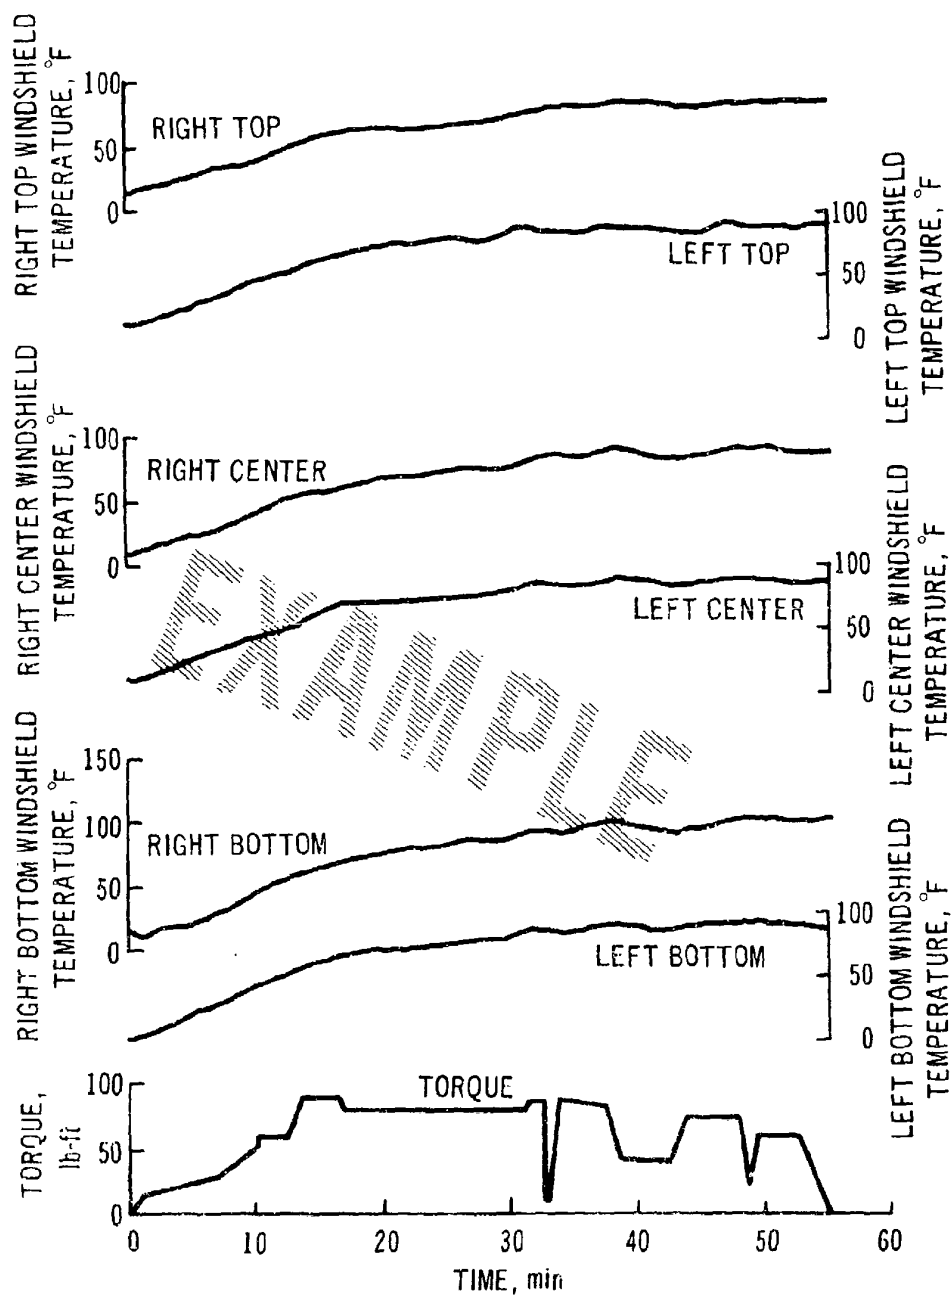 RIGHT TOP WINDSHIELD
TEMPERATURE, °F
100
50
0
RIGHT TOP
LEFT TOP
100
50
0
LEFT TOP WINDSHIELD
TEMPERATURE, °F
RIGHT CENTER WINDSHIELD
TEMPERATURE, °F
100
50
0
RIGHT CENTER
LEFT CENTER
100
50
0
LEFT CENTER WINDSHIELD
TEMPERATURE, °F
EXAMPLE
RIGHT BOTTOM WINDSHIELD
TEMPERATURE, °F
150
100
50
0
RIGHT BOTTOM
LEFT BOTTOM
100
50
0
LEFT BOTTOM WINDSHIELD
TEMPERATURE, °F
TORQUE,
lb-ft
100
50
0
TORQUE
0 10 20 30 40 50 60
TIME, min